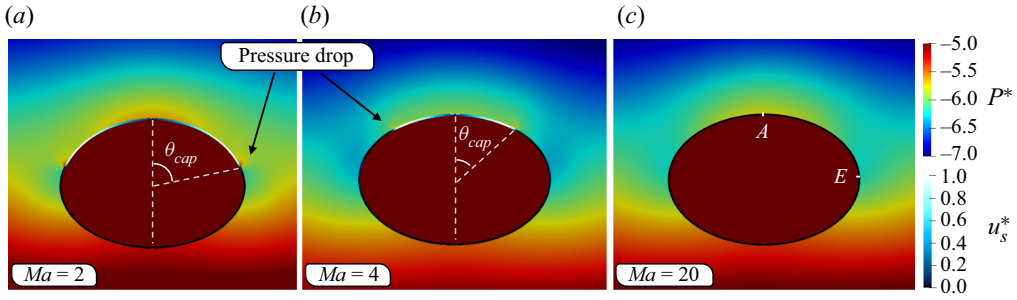 (a)
(b)
(c)
Pressure drop
θcap
θcap
A
E
Ma = 2
Ma = 4
Ma = 20
−5.0
−5.5
−6.0
−6.5
−7.0
P*
1.0
0.8
0.6
0.4
0.2
0.0
u*s